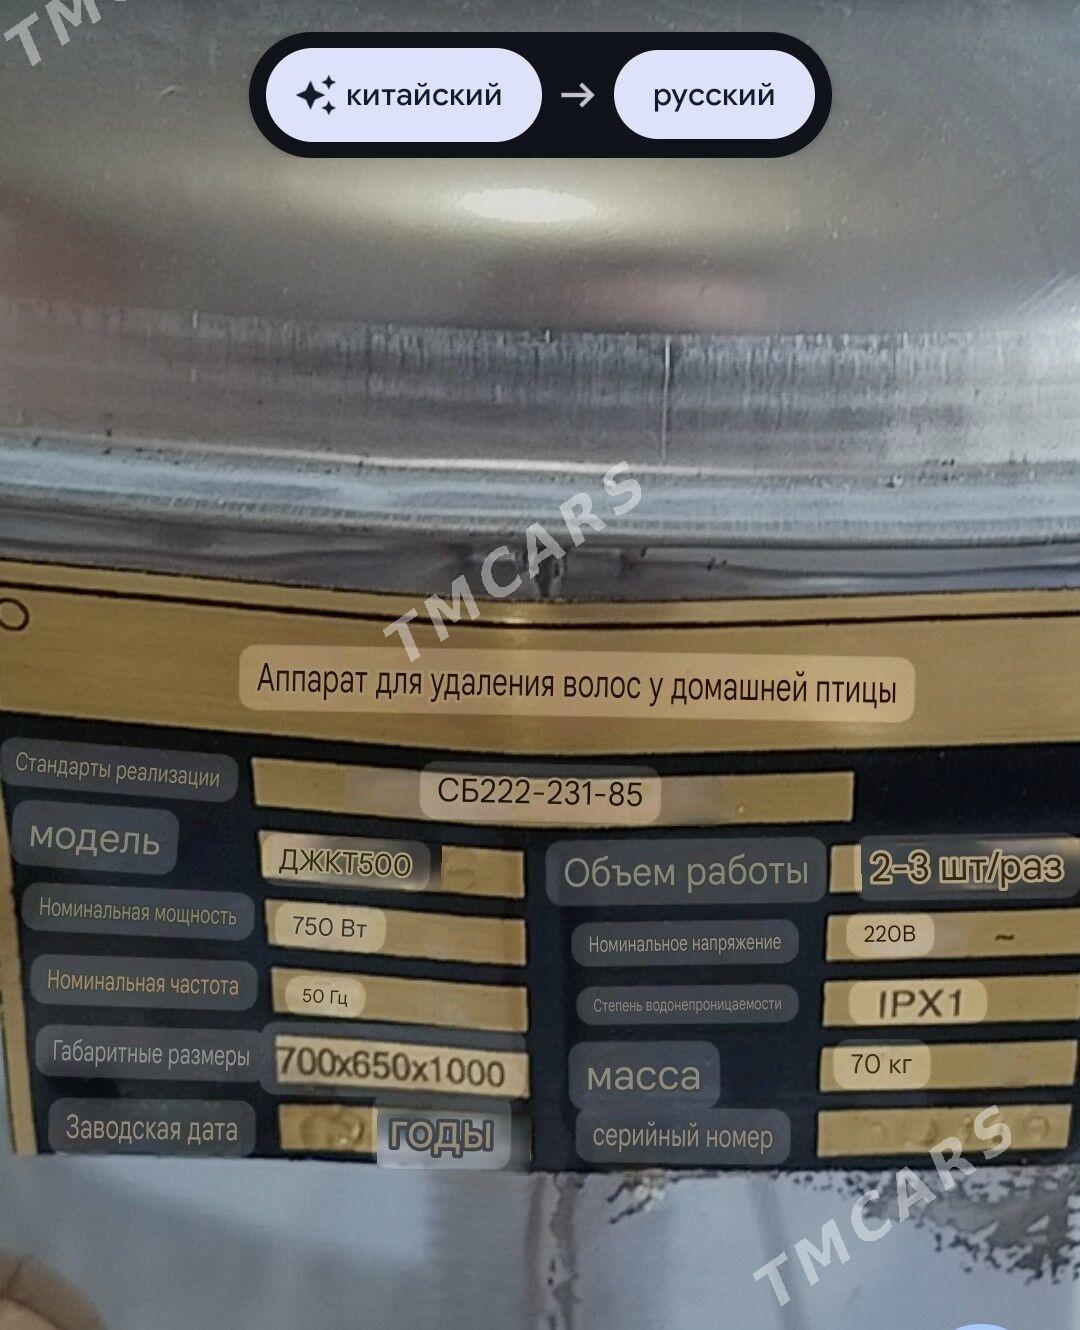 TMCARS
китайский → русский
TMCARS
Аппарат для удаления волос у домашней птицы
Стандарты реализации СБ222-231-85
модель ДЖКТ500 Объем работы 2-3 шт/раз
Номинальная мощность 750 Вт Номинальное напряжение 220В ~
Номинальная частота 50 Гц Степень водонепроницаемости IPX1
Габаритные размеры 700x650x1000 масса 70 кг
Заводская дата годы серийный номер
TMCARS